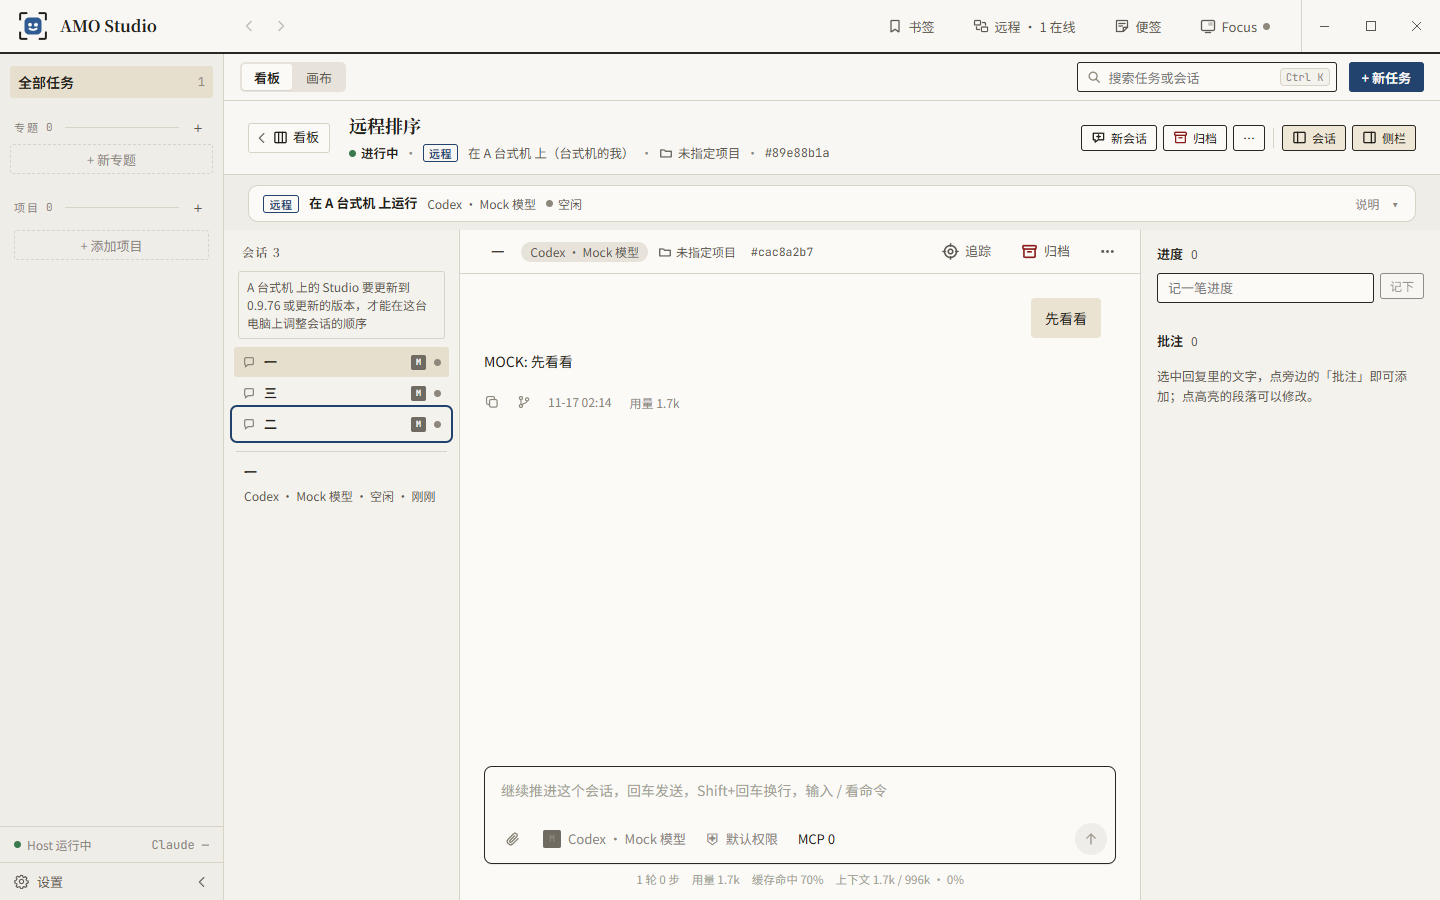 AMO Studio
书签
远程 · 1 在线
便签
Focus
全部任务 1
看板 画布
搜索任务或会话 Ctrl K
+ 新任务
专题 0 +
+ 新专题
项目 0 +
+ 添加项目
看板
远程排序
进行中 · 远程 在 A 台式机 上（台式机的我） · 未指定项目 · #89e88b1a
新会话 归档 ··· 会话 侧栏
远程 在 A 台式机 上运行 Codex · Mock 模型 空闲 说明
会话 3
A 台式机 上的 Studio 要更新到
0.9.76 或更新的版本，才能在这台
电脑上调整会话的顺序
一 M
三 M
二 M
一
Codex · Mock 模型 · 空闲 · 刚刚
一 Codex · Mock 模型 未指定项目 #cac8a2b7 追踪 归档 ···
先看看
MOCK: 先看看
11-17 02:14 用量 1.7k
进度 0
记一笔进度 记下
批注 0
选中回复里的文字，点旁边的「批注」即可添
加；点高亮的段落可以修改。
继续推进这个会话，回车发送，Shift+回车换行，输入 / 看命令
M Codex · Mock 模型 默认权限 MCP 0
1 轮 0 步 用量 1.7k 缓存命中 70% 上下文 1.7k / 996k · 0%
Host 运行中 Claude —
设置